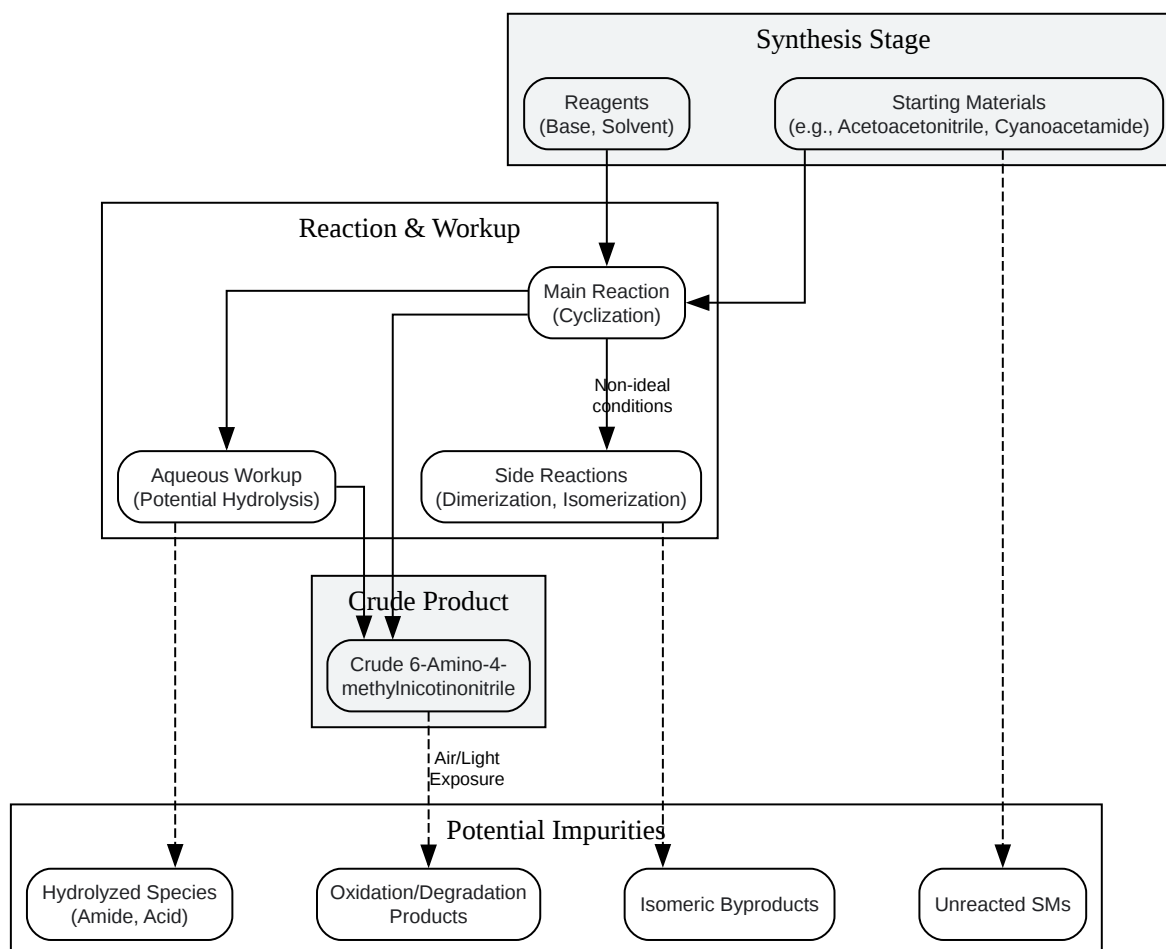 Synthesis Stage
Reagents
(Base, Solvent)
Starting Materials
(e.g., Acetoacetonitrile, Cyanoacetamide)
Reaction & Workup
Main Reaction
(Cyclization)
Non-ideal
conditions
Aqueous Workup
(Potential Hydrolysis)
Side Reactions
(Dimerization, Isomerization)
Crude Product
Crude 6-Amino-4-
methylnicotinonitrile
Air/Light
Exposure
Potential Impurities
Hydrolyzed Species
(Amide, Acid)
Oxidation/Degradation
Products
Isomeric Byproducts
Unreacted SMs